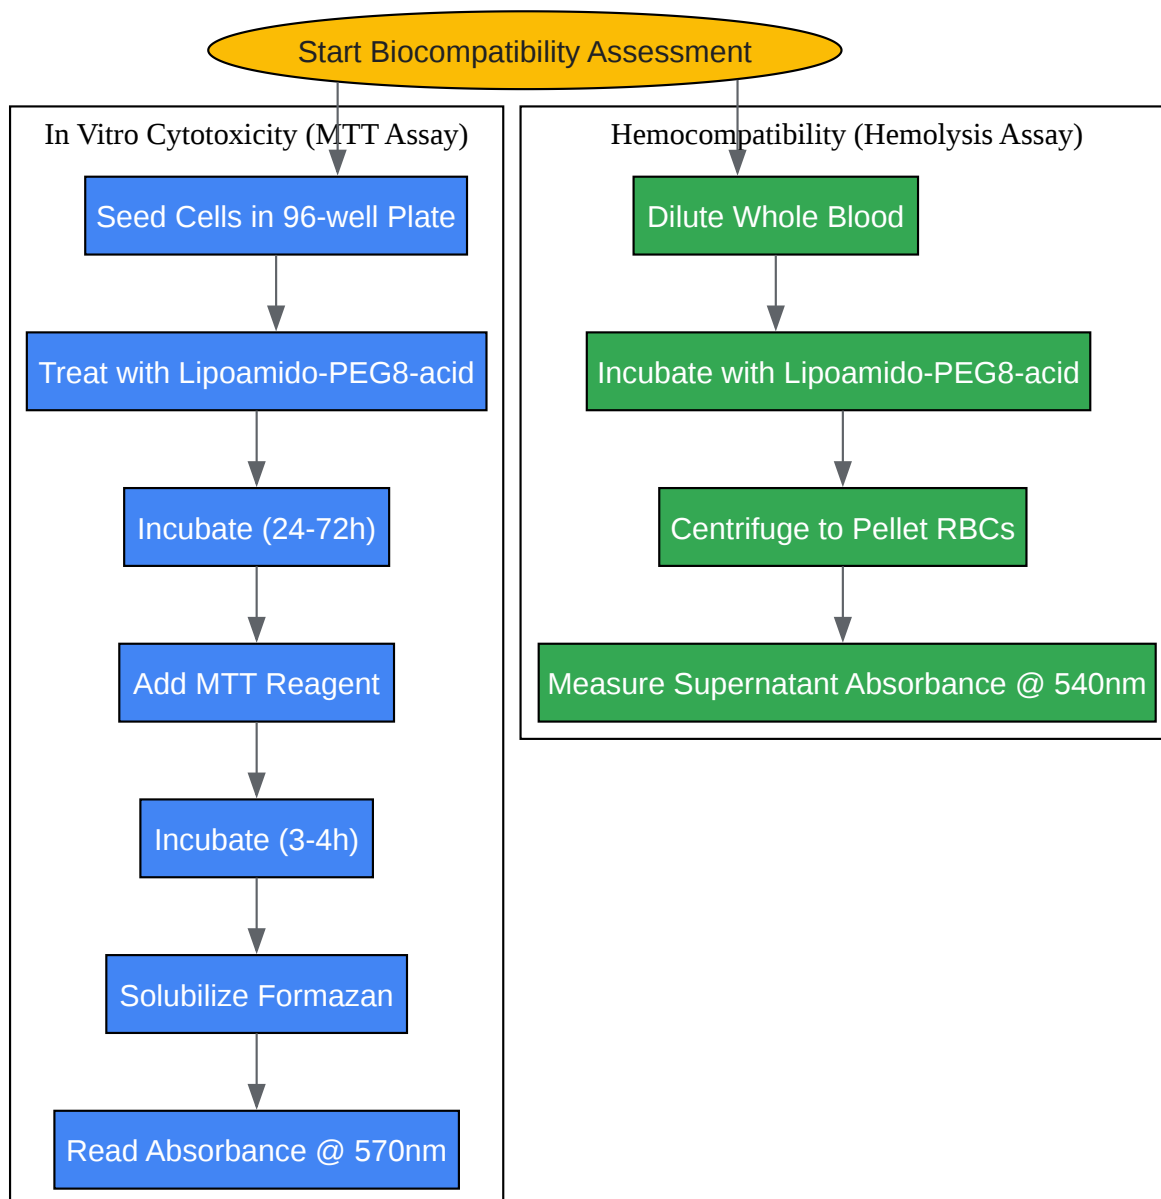 Start Biocompatibility Assessment
In Vitro Cytotoxicity (MTT Assay)
Seed Cells in 96-well Plate
Treat with Lipoamido-PEG8-acid
Incubate (24-72h)
Add MTT Reagent
Incubate (3-4h)
Solubilize Formazan
Read Absorbance @ 570nm
Hemocompatibility (Hemolysis Assay)
Dilute Whole Blood
Incubate with Lipoamido-PEG8-acid
Centrifuge to Pellet RBCs
Measure Supernatant Absorbance @ 540nm